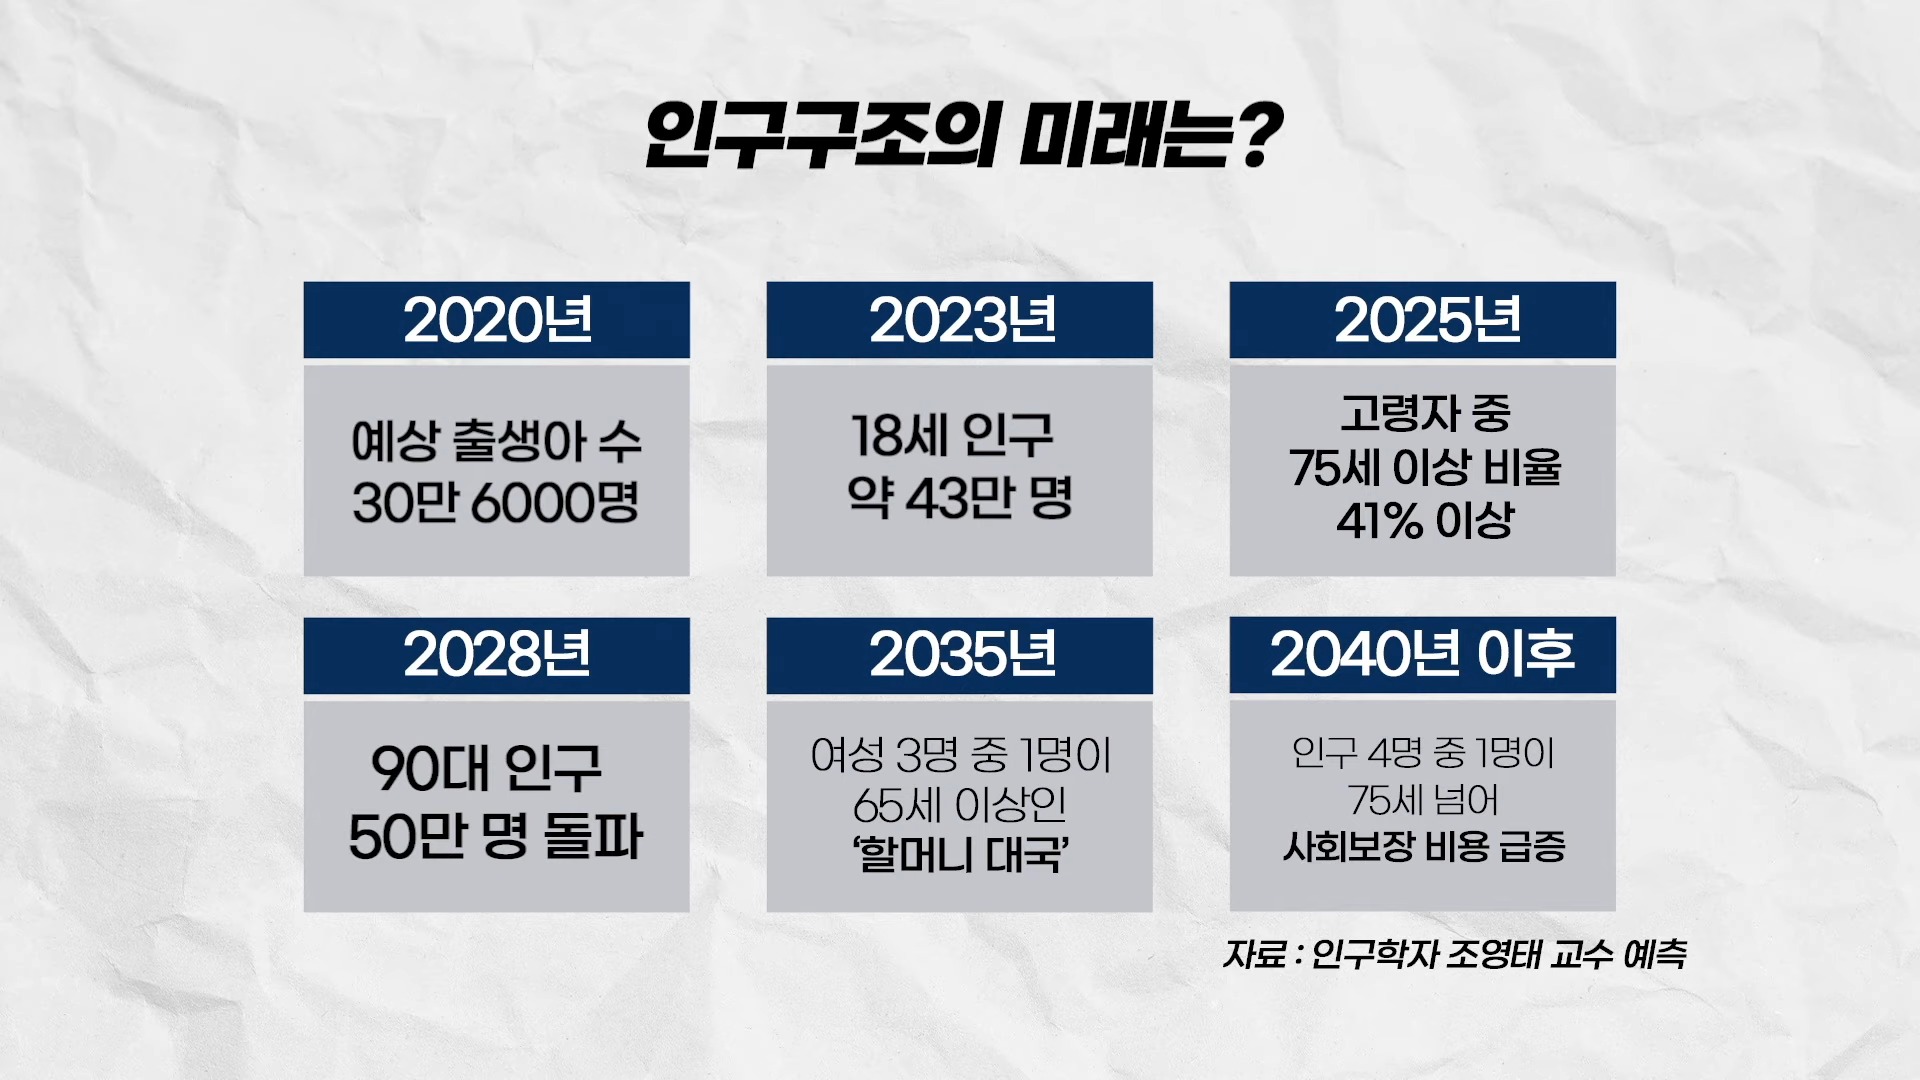 인구구조의 미래는?
2020년
예상 출생아 수
30만 6000명
2023년
18세 인구
약 43만 명
2025년
고령자 중
75세 이상 비율
41% 이상
2028년
90대 인구
50만 명 돌파
2035년
여성 3명 중 1명이
65세 이상인
‘할머니 대국’
2040년 이후
인구 4명 중 1명이
75세 넘어
사회보장 비용 급증
자료 : 인구학자 조영태 교수 예측